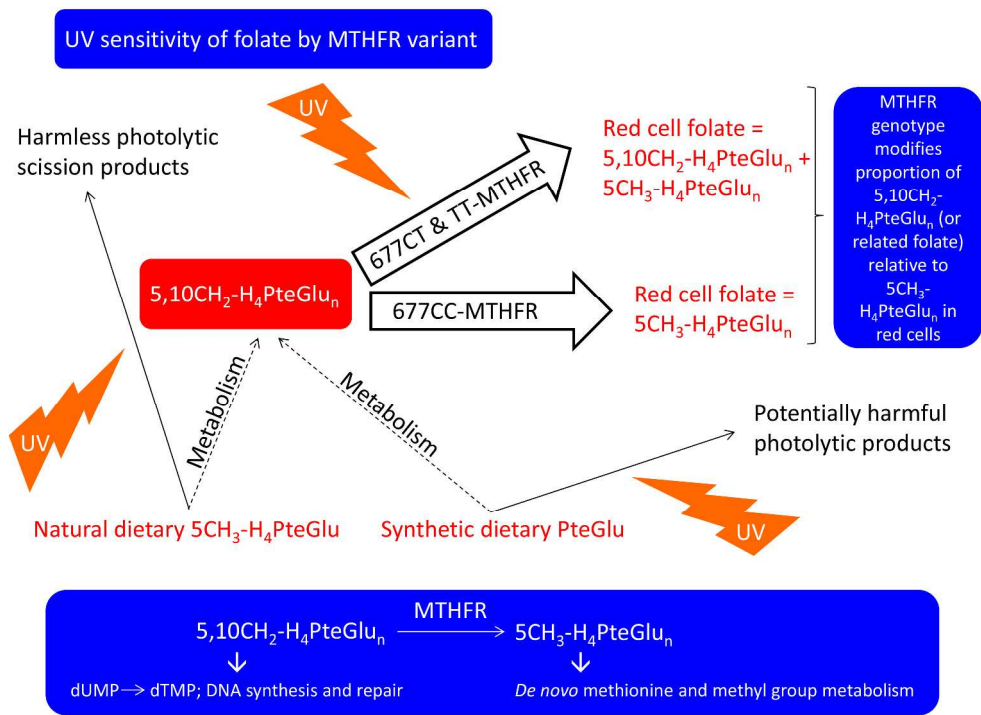 UV sensitivity of folate by MTHFR variant
UV
Harmless photolytic
scission products
Red cell folate =
5,10CH₂-H₄PteGluₙ +
5CH₃-H₄PteGluₙ
MTHFR
genotype
modifies
proportion of
5,10CH₂-
H₄PteGluₙ (or
related folate)
relative to
5CH₃-
H₄PteGluₙ in
red cells
677CT & TT-MTHFR
5,10CH₂-H₄PteGluₙ
677CC-MTHFR
Red cell folate =
5CH₃-H₄PteGluₙ
UV
Metabolism
Metabolism
Potentially harmful
photolytic products
Natural dietary 5CH₃-H₄PteGlu
Synthetic dietary PteGlu
UV
MTHFR
5,10CH₂-H₄PteGluₙ → 5CH₃-H₄PteGluₙ
↓ ↓
dUMP → dTMP; DNA synthesis and repair
De novo methionine and methyl group metabolism